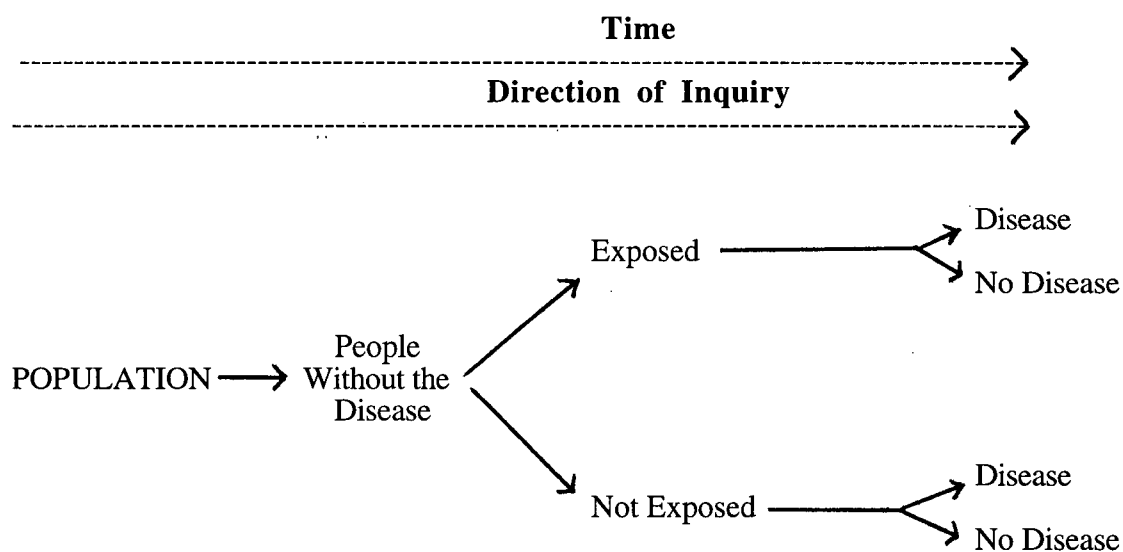 Time
Direction of Inquiry
Disease
Exposed
No Disease
People
POPULATION Without the
Disease
Disease
Not Exposed
No Disease